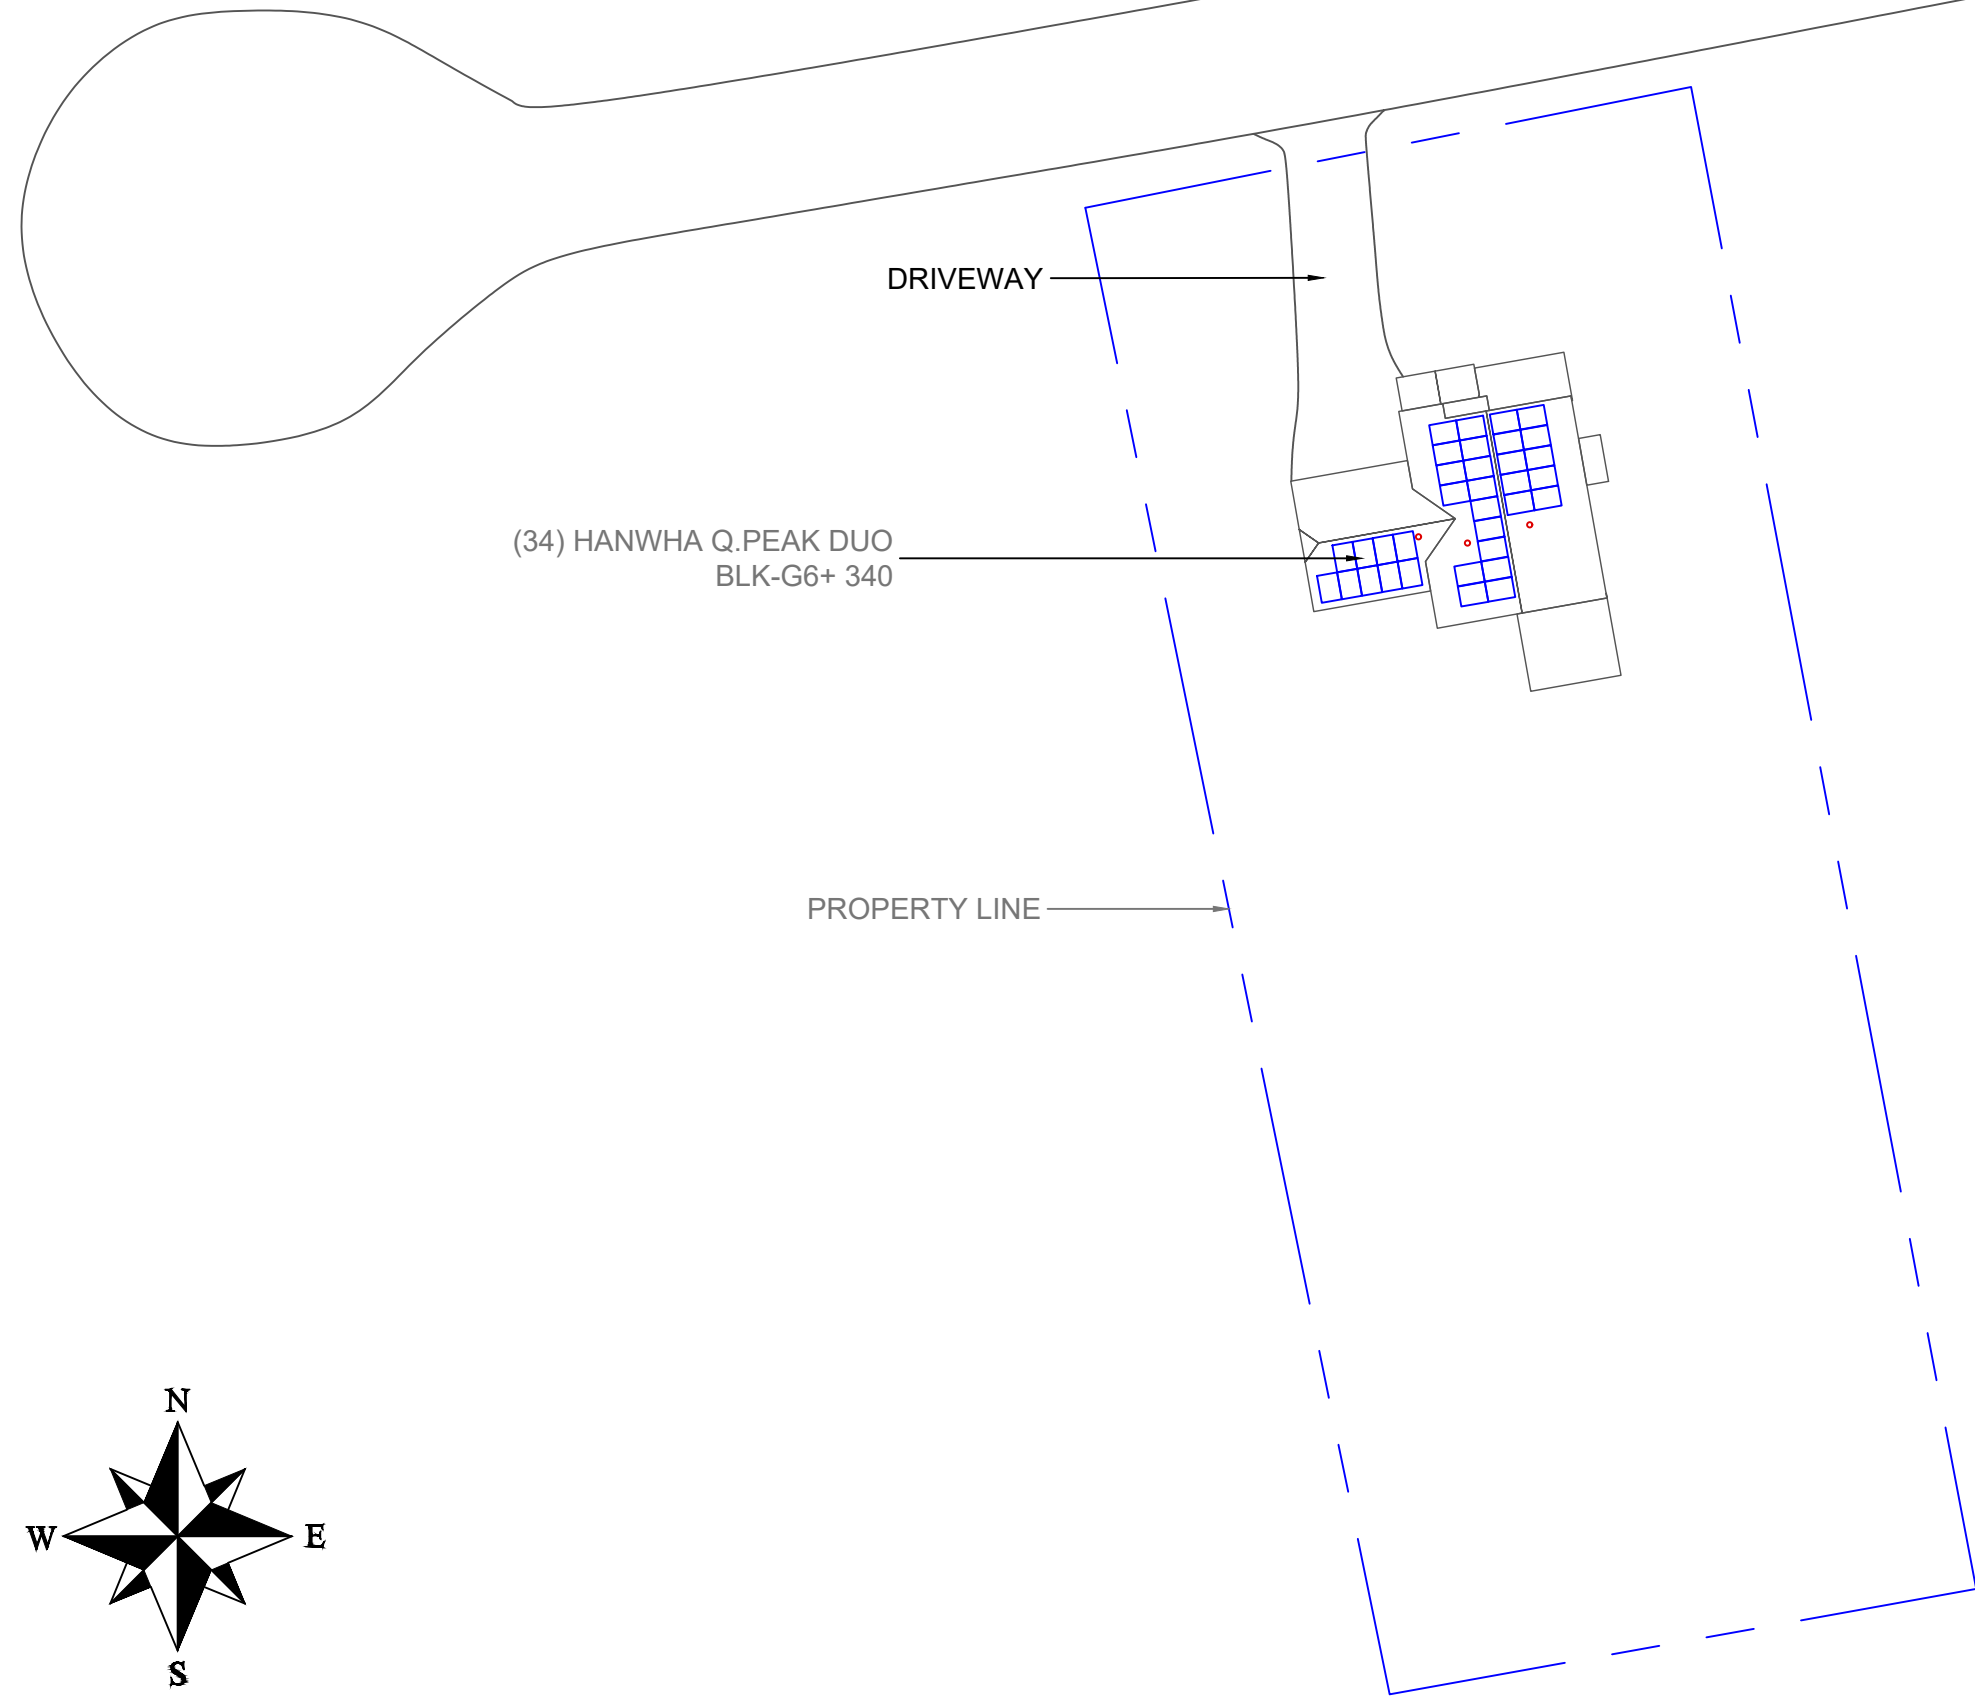 DRIVEWAY
(34) HANWHA Q.PEAK DUO
BLK-G6+ 340
PROPERTY LINE
N
W E
S